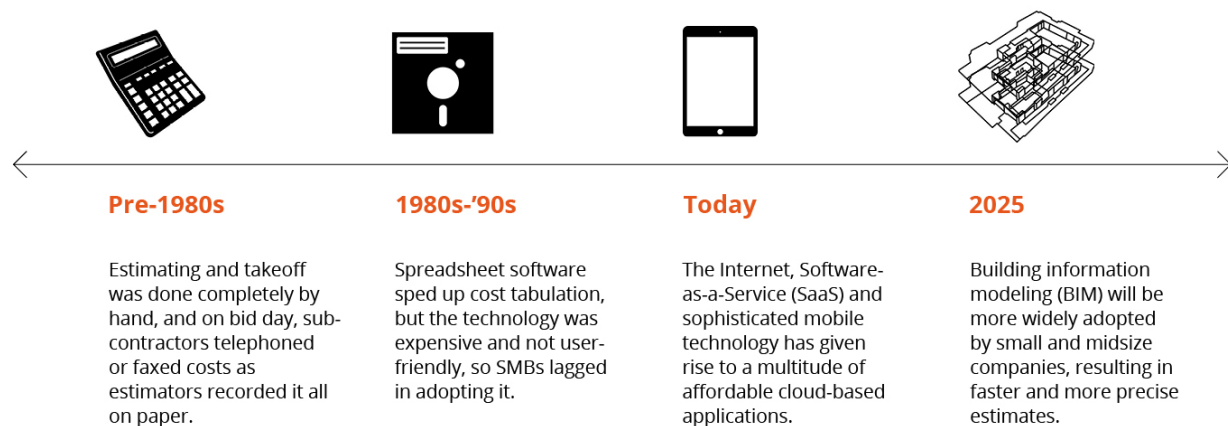 Pre-1980s
Estimating and takeoff
was done completely by
hand, and on bid day, sub-
contractors telephoned
or faxed costs as
estimators recorded it all
on paper.
1980s-’90s
Spreadsheet software
sped up cost tabulation,
but the technology was
expensive and not user-
friendly, so SMBs lagged
in adopting it.
Today
The Internet, Software-
as-a-Service (SaaS) and
sophisticated mobile
technology has given
rise to a multitude of
affordable cloud-based
applications.
2025
Building information
modeling (BIM) will be
more widely adopted
by small and midsize
companies, resulting in
faster and more precise
estimates.